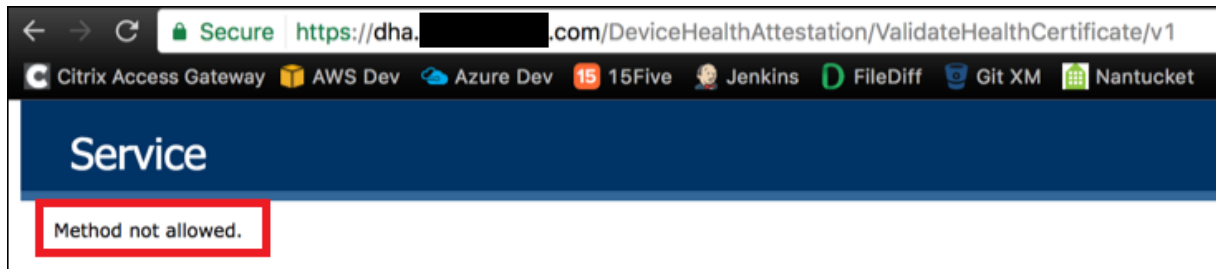 Secure https://dha. .com/DeviceHealthAttestation/ValidateHealthCertificate/v1
C Citrix Access Gateway AWS Dev Azure Dev 15 15Five Jenkins D FileDiff Git XM Nantucket
Service
Method not allowed.